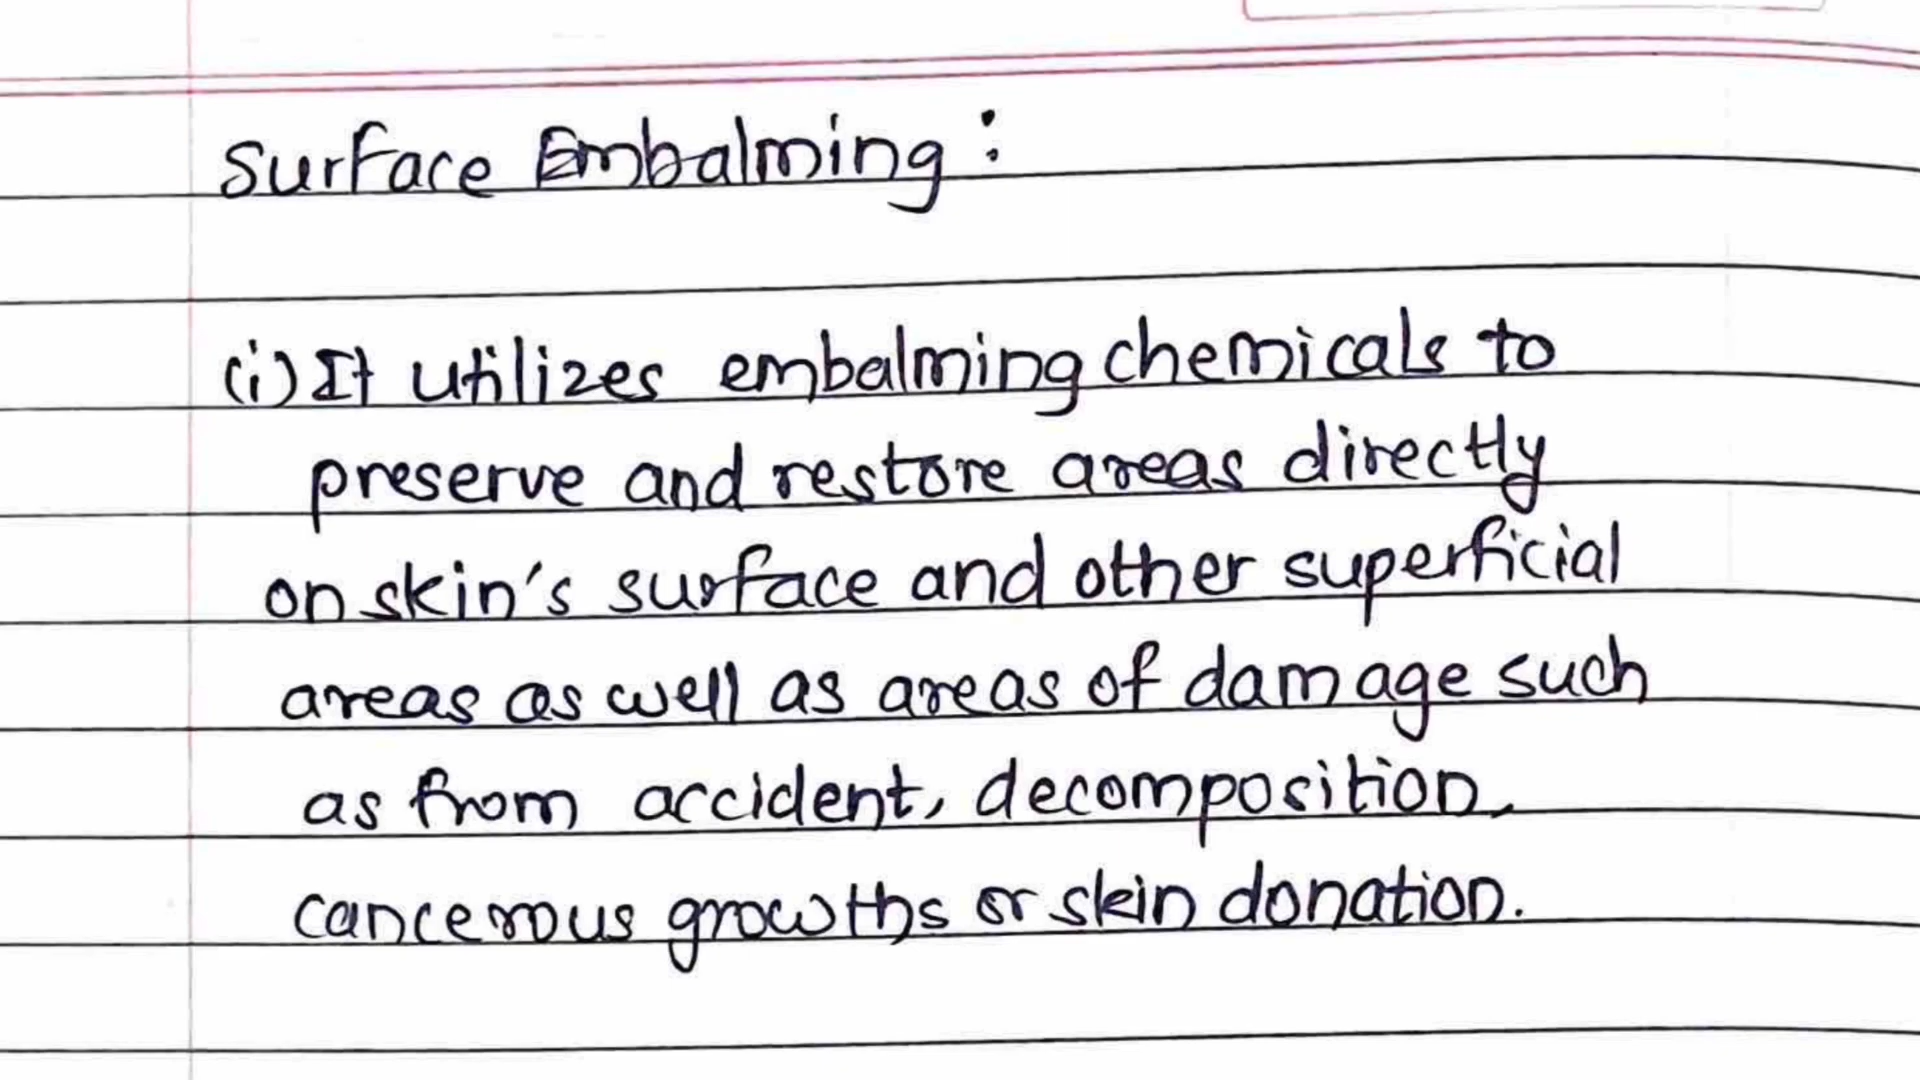 Surface Embalming:
(i) It utilizes embalming chemicals to
preserve and restore areas directly
on skin's surface and other superficial
areas as well as areas of damage such
as from accident, decomposition,
cancerous growths or skin donation.